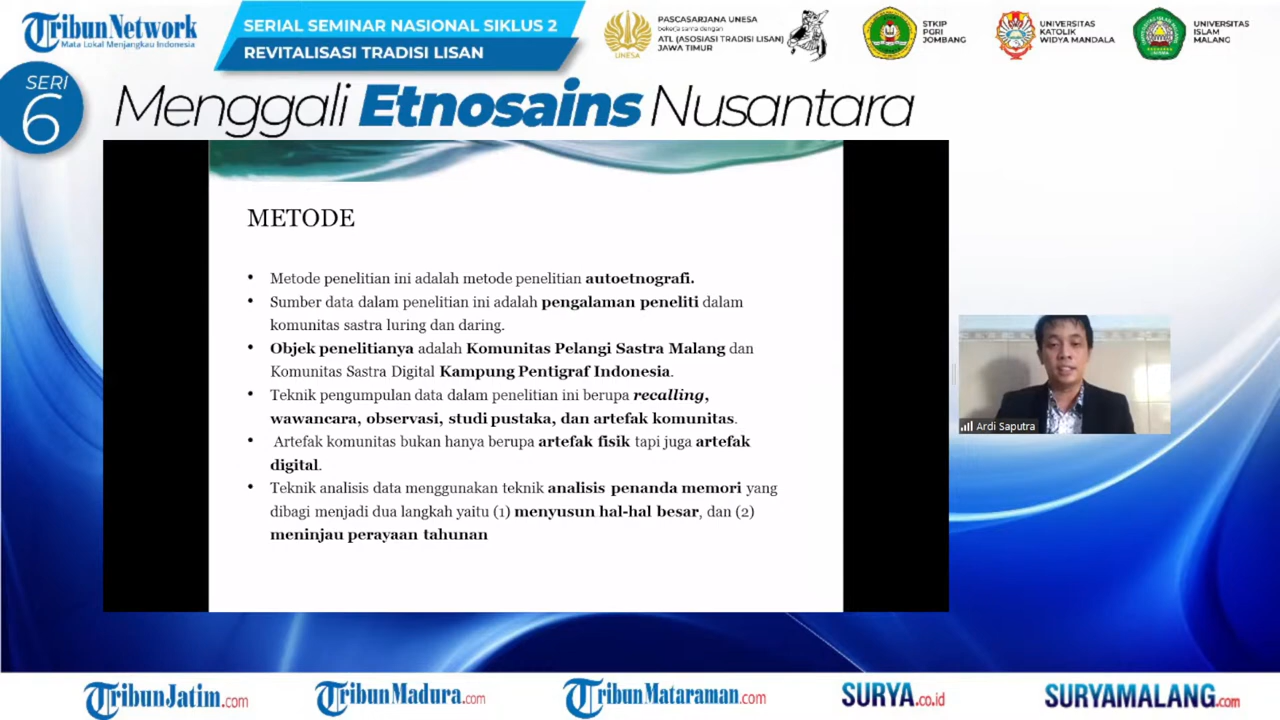 Tribun Network
Mata Lokal Menjangkau Indonesia
SERIAL SEMINAR NASIONAL SIKLUS 2
REVITALISASI TRADISI LISAN
UNESA
PASCASARJANA UNESA
bekerja sama dengan
ATL (ASOSIASI TRADISI LISAN)
JAWA TIMUR
STKIP
PGRI
JOMBANG
UNIVERSITAS
KATOLIK
WIDYA MANDALA
UNIVERSITAS
ISLAM
MALANG
SERI
6
Menggali Etnosains Nusantara
METODE
• Metode penelitian ini adalah metode penelitian autoetnografi.
• Sumber data dalam penelitian ini adalah pengalaman peneliti dalam
komunitas sastra luring dan daring.
• Objek penelitianya adalah Komunitas Pelangi Sastra Malang dan
Komunitas Sastra Digital Kampung Pentigraf Indonesia.
• Teknik pengumpulan data dalam penelitian ini berupa recalling,
wawancara, observasi, studi pustaka, dan artefak komunitas.
• Artefak komunitas bukan hanya berupa artefak fisik tapi juga artefak
digital.
• Teknik analisis data menggunakan teknik analisis penanda memori yang
dibagi menjadi dua langkah yaitu (1) menyusun hal-hal besar, dan (2)
meninjau perayaan tahunan
Ardi Saputra
TribunJatim.com
TribunMadura.com
TribunMataraman.com
SURYA.co.id
SURYAMALANG.com